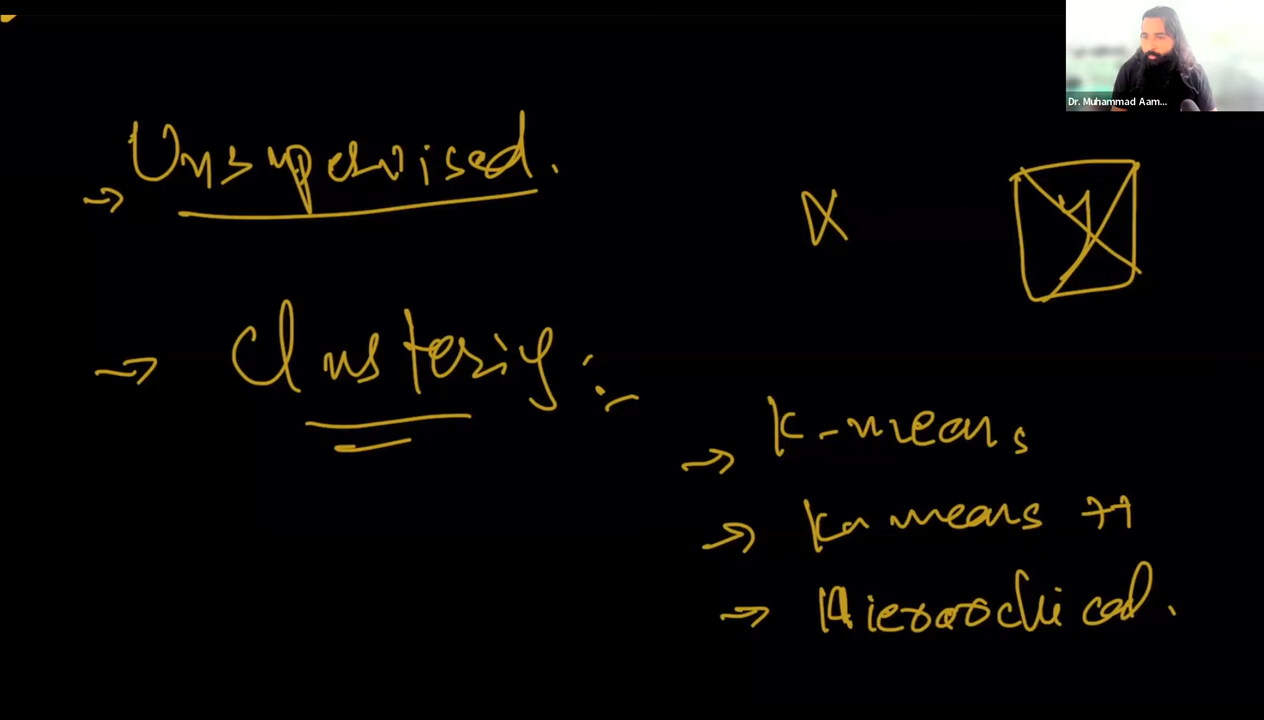 Dr. Muhammad Aam...
→ Unsupervised.
X
y
→ Clustering :-
→ K-means
→ K-means ++
→ Hierarchical.